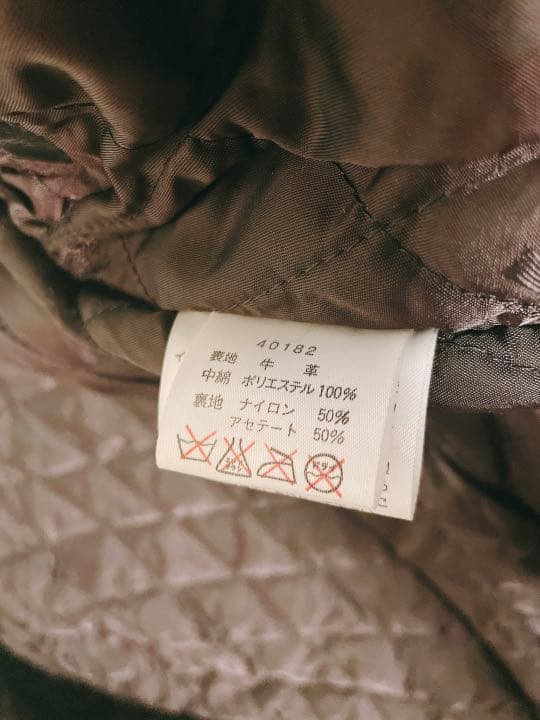 40182
表地 牛革
中綿 ポリエステル 100%
裏地 ナイロン 50%
アセテート 50%